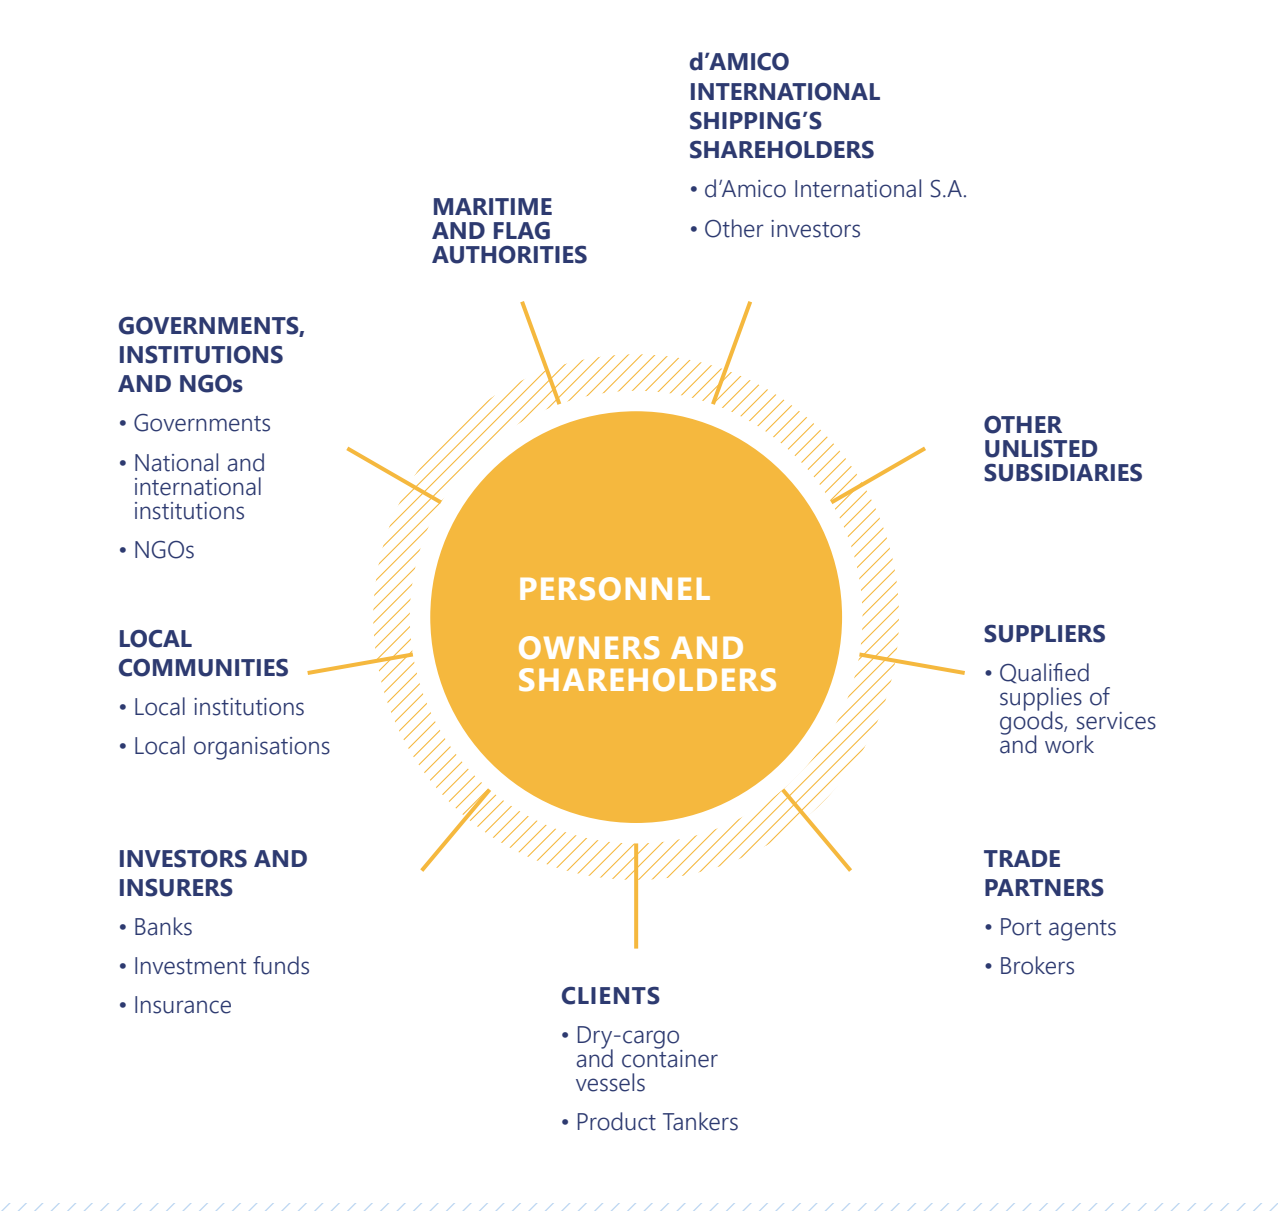 d’AMICO
INTERNATIONAL
SHIPPING’S
SHAREHOLDERS
• d’Amico International S.A.
• Other investors
MARITIME
AND FLAG
AUTHORITIES
GOVERNMENTS,
INSTITUTIONS
AND NGOs
• Governments
• National and
international
institutions
• NGOs
OTHER
UNLISTED
SUBSIDIARIES
PERSONNEL
OWNERS AND
SHAREHOLDERS
LOCAL
COMMUNITIES
• Local institutions
• Local organisations
SUPPLIERS
• Qualified
supplies of
goods, services
and work
INVESTORS AND
INSURERS
• Banks
• Investment funds
• Insurance
TRADE
PARTNERS
• Port agents
• Brokers
CLIENTS
• Dry-cargo
and container
vessels
• Product Tankers